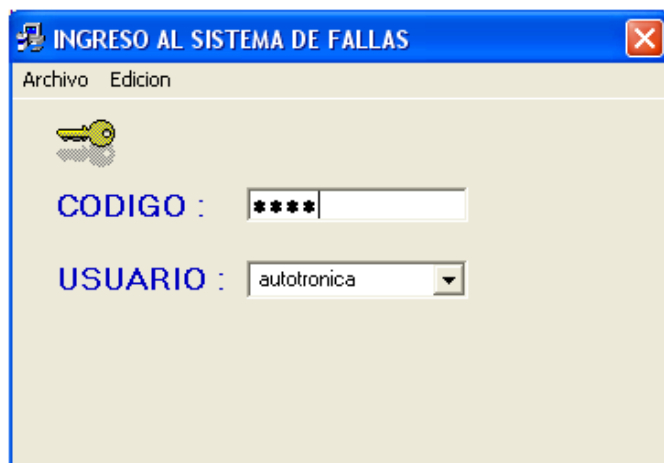 INGRESO AL SISTEMA DE FALLAS
Archivo Edicion
CODIGO : ****
USUARIO : autotronica